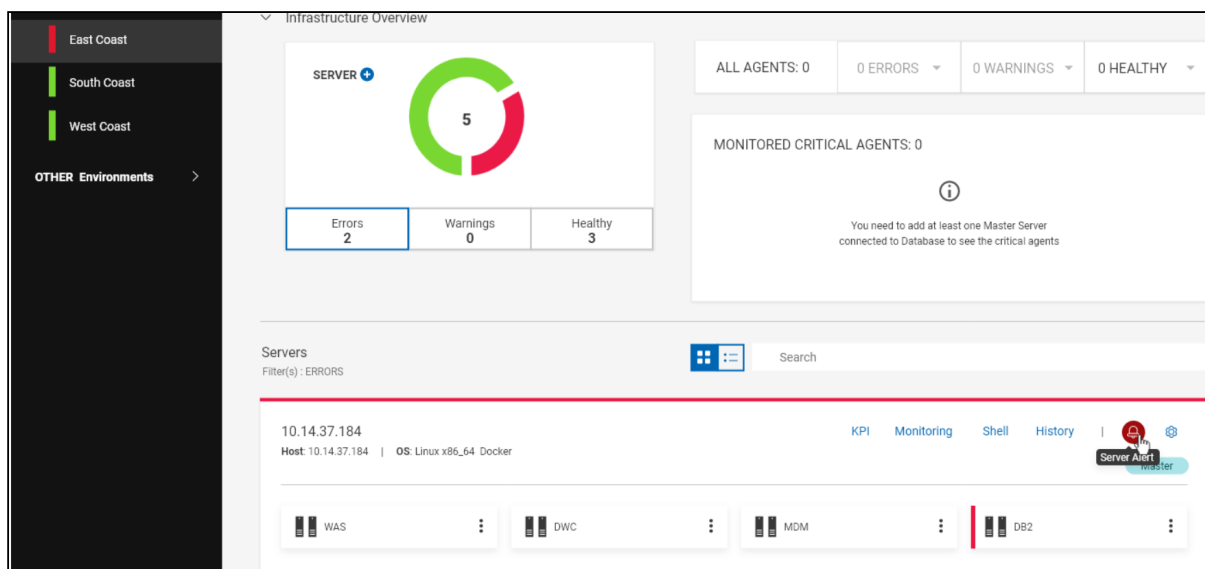 Infrastructure Overview
East Coast
South Coast
West Coast
OTHER Environments
SERVER
5
Errors
2
Warnings
0
Healthy
3
ALL AGENTS: 0
0 ERRORS
0 WARNINGS
0 HEALTHY
MONITORED CRITICAL AGENTS: 0
You need to add at least one Master Server
connected to Database to see the critical agents
Servers
Filter(s) : ERRORS
Search
10.14.37.184
Host: 10.14.37.184 | OS: Linux x86_64 Docker
KPI Monitoring Shell History |
Server Alert
Master
WAS
DWC
MDM
DB2